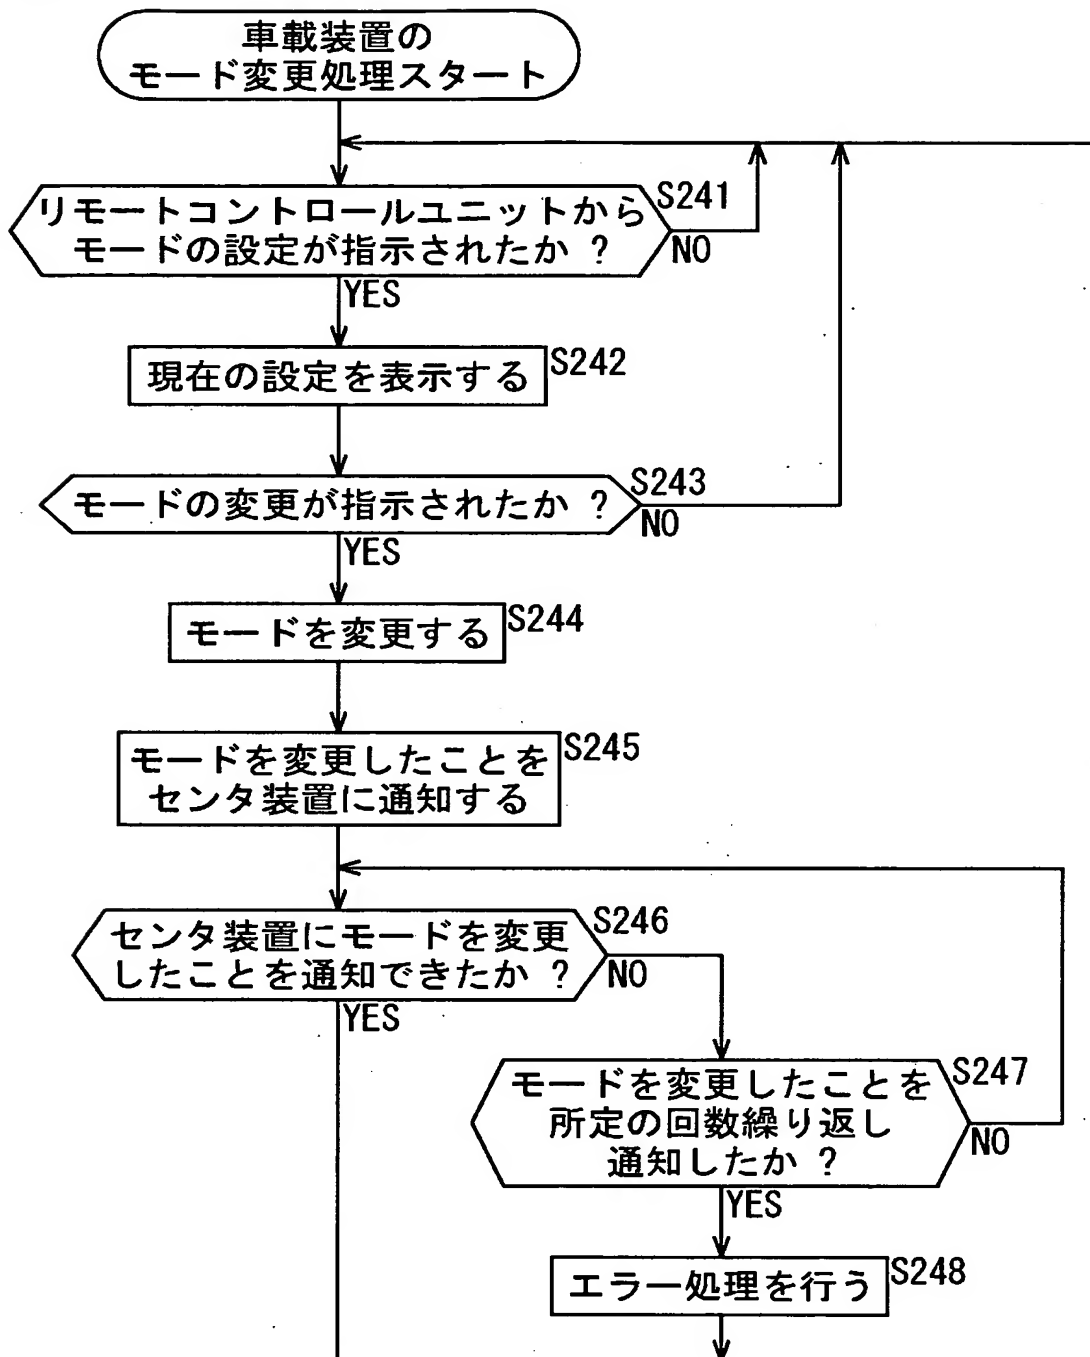 車載装置の
モード変更処理スタート
リモートコントロールユニットから
モードの設定が指示されたか ?
S241
NO
YES
現在の設定を表示する
S242
モードの変更が指示されたか ?
S243
NO
YES
モードを変更する
S244
モードを変更したことを
センタ装置に通知する
S245
センタ装置にモードを変更
したことを通知できたか ?
S246
NO
YES
モードを変更したことを
所定の回数繰り返し
通知したか ?
S247
NO
YES
エラー処理を行う
S248